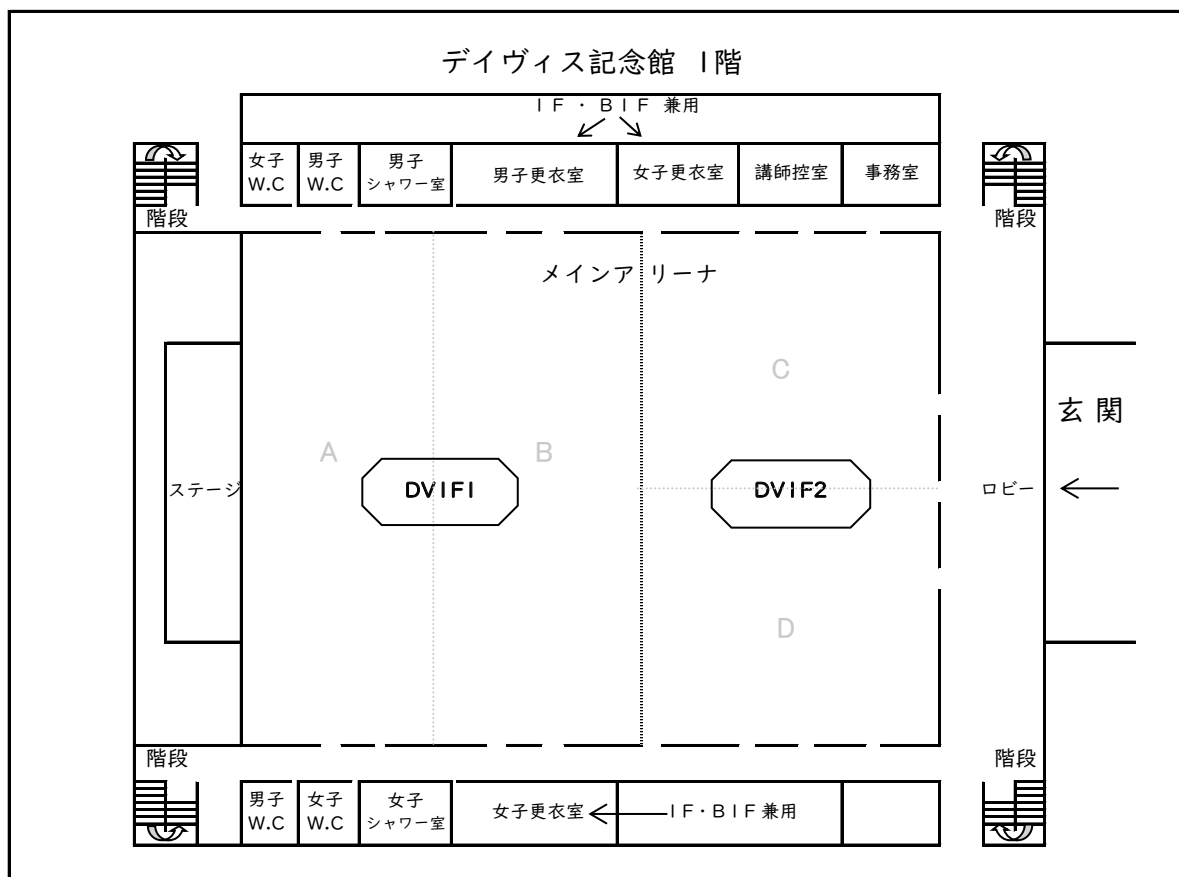 デイヴィス記念館 1階
1F・B1F 兼用
女子
W.C
男子
W.C
男子
シャワー室
男子更衣室
女子更衣室
講師控室
事務室
階段
階段
メインアリーナ
C
玄関
A
B
ステージ
DV1F1
DV1F2
ロビー
D
階段
階段
男子
W.C
女子
W.C
女子
シャワー室
女子更衣室
1F・B1F 兼用